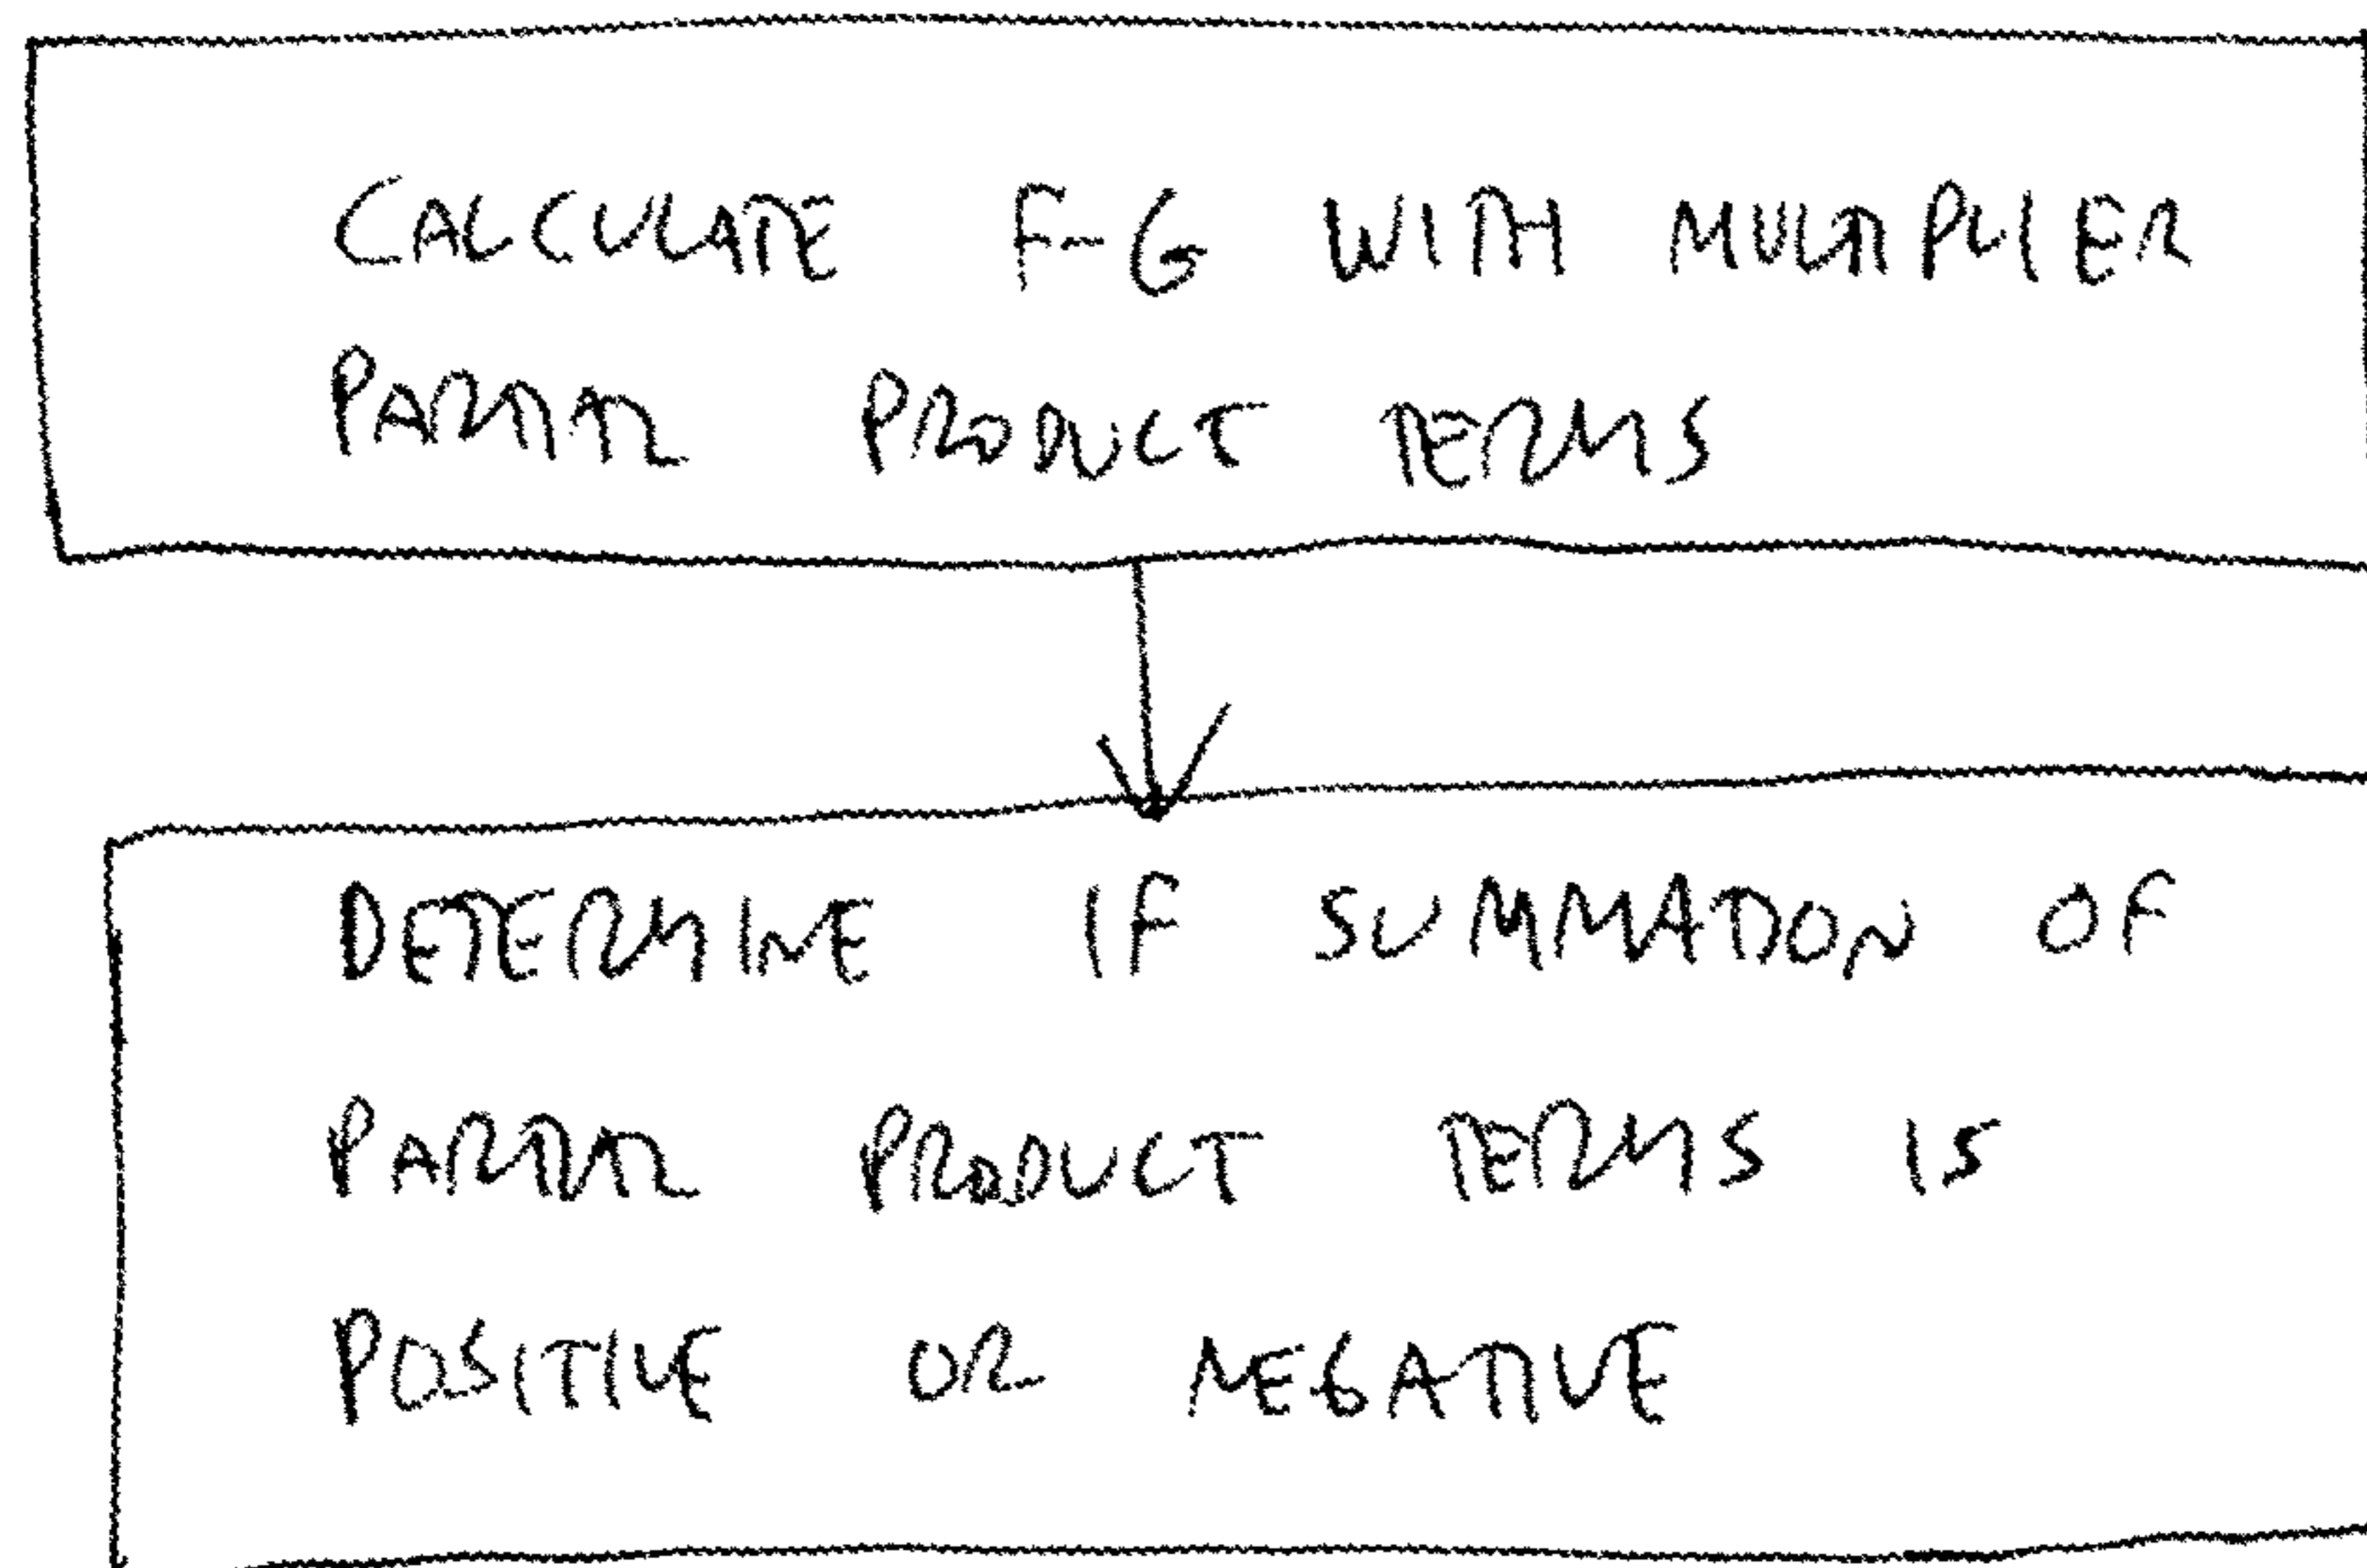 CALCULATE F-G WITH MULTIPLIER
PARTIAL PRODUCT TERMS
DETERMINE IF SUMMATION OF
PARTIAL PRODUCT TERMS IS
POSITIVE OR NEGATIVE